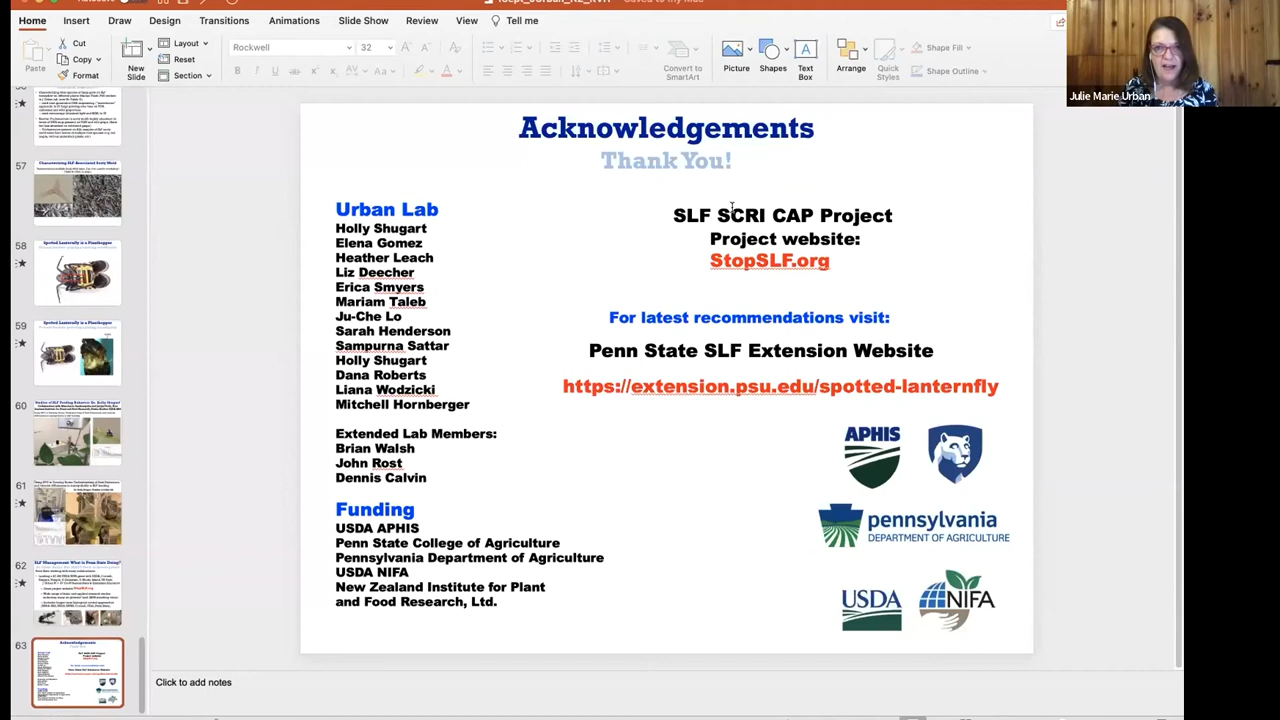 Home Insert Draw Design Transitions Animations Slide Show Review View Tell me
Paste
Cut
Copy
Format
New
Slide
Layout
Reset
Section
Rockwell 32
Convert to
SmartArt
Picture
Shapes
Text
Box
Arrange
Quick
Styles
Shape Fill
Shape Outline
Julie Marie Urban
57
58
59
60
61
62
63
Acknowledgements
Thank You!
Urban Lab
Holly Shugart
Elena Gomez
Heather Leach
Liz Deecher
Erica Smyers
Mariam Taleb
Ju-Che Lo
Sarah Henderson
Sampurna Sattar
Holly Shugart
Dana Roberts
Liana Wodzicki
Mitchell Hornberger
Extended Lab Members:
Brian Walsh
John Rost
Dennis Calvin
Funding
USDA APHIS
Penn State College of Agriculture
Pennsylvania Department of Agriculture
USDA NIFA
New Zealand Institute for Plant
and Food Research, Ltd.
SLF SCRI CAP Project
Project website:
StopSLF.org
For latest recommendations visit:
Penn State SLF Extension Website
https://extension.psu.edu/spotted-lanternfly
APHIS
pennsylvania
DEPARTMENT OF AGRICULTURE
USDA
NIFA
Click to add notes